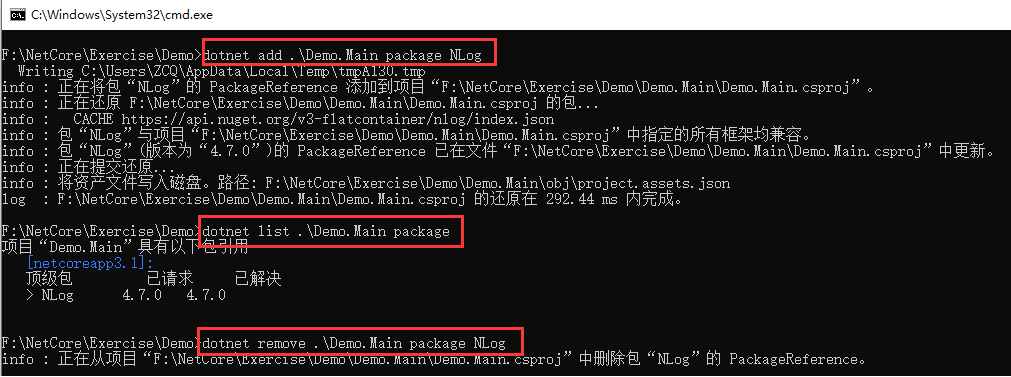 C:\Windows\System32\cmd.exe
F:\NetCore\Exercise\Demo>dotnet add .\Demo.Main package NLog
  Writing C:\Users\ZCQ\AppData\Local\Temp\tmpA130.tmp
info : 正在将包“NLog”的 PackageReference 添加到项目“F:\NetCore\Exercise\Demo\Demo.Main\Demo.Main.csproj”。
info : 正在还原 F:\NetCore\Exercise\Demo\Demo.Main\Demo.Main.csproj 的包...
info :   CACHE https://api.nuget.org/v3-flatcontainer/nlog/index.json
info : 包“NLog”与项目“F:\NetCore\Exercise\Demo\Demo.Main\Demo.Main.csproj”中指定的所有框架均兼容。
info : 包“NLog”(版本为“4.7.0”)的 PackageReference 已在文件“F:\NetCore\Exercise\Demo\Demo.Main\Demo.Main.csproj”中更新。
info : 正在提交还原...
info : 将资产文件写入磁盘。路径: F:\NetCore\Exercise\Demo\Demo.Main\obj\project.assets.json
log  : F:\NetCore\Exercise\Demo\Demo.Main\Demo.Main.csproj 的还原在 292.44 ms 内完成。
F:\NetCore\Exercise\Demo>dotnet list .\Demo.Main package
项目“Demo.Main”具有以下包引用
   [netcoreapp3.1]:
   顶级包      已请求   已解决
   > NLog      4.7.0   4.7.0
F:\NetCore\Exercise\Demo>dotnet remove .\Demo.Main package NLog
info : 正在从项目“F:\NetCore\Exercise\Demo\Demo.Main\Demo.Main.csproj”中删除包“NLog”的 PackageReference。